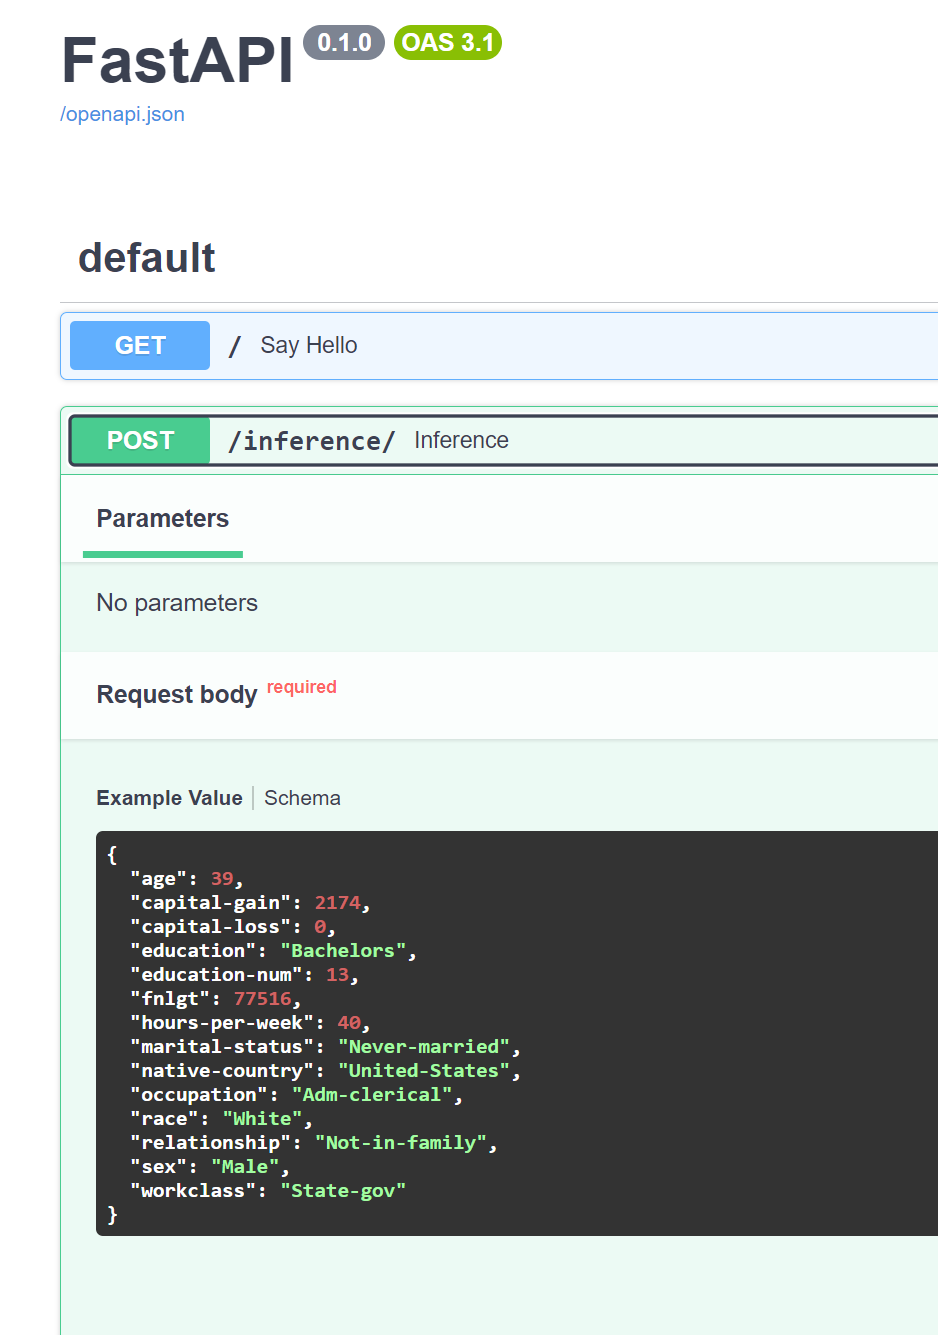 FastAPI 0.1.0 OAS 3.1
/openapi.json
default
GET / Say Hello
POST /inference/ Inference
Parameters
No parameters
Request body required
Example Value Schema
{
  "age": 39,
  "capital-gain": 2174,
  "capital-loss": 0,
  "education": "Bachelors",
  "education-num": 13,
  "fnlgt": 77516,
  "hours-per-week": 40,
  "marital-status": "Never-married",
  "native-country": "United-States",
  "occupation": "Adm-clerical",
  "race": "White",
  "relationship": "Not-in-family",
  "sex": "Male",
  "workclass": "State-gov"
}